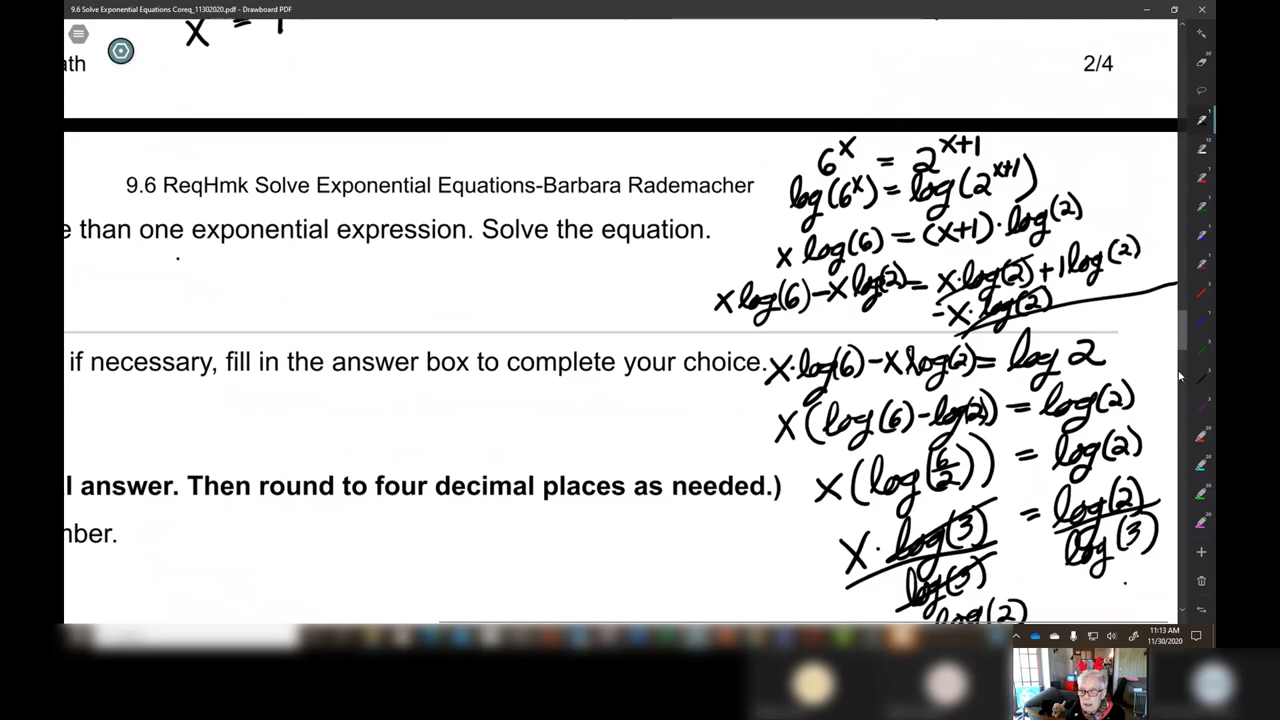 9.6 Solve Exponential Equations Coreq_11302020.pdf - Drawboard PDF
x =
ath
2/4
9.6 ReqHmk Solve Exponential Equations-Barbara Rademacher
e than one exponential expression. Solve the equation.
if necessary, fill in the answer box to complete your choice.
l answer. Then round to four decimal places as needed.)
mber.
6^x = 2^(x+1)
log(6^x) = log(2^(x+1))
x log(6) = (x+1)·log(2)
x log(6) - x log(2) = x·log(2) + 1 log(2)
- x·log(2)
x·log(6) - x log(2) = log 2
x(log(6) - log(2)) = log(2)
x(log(6/2)) = log(2)
x·log(3)/log(3) = log(2)/log(3)
log(2)
11:13 AM
11/30/2020